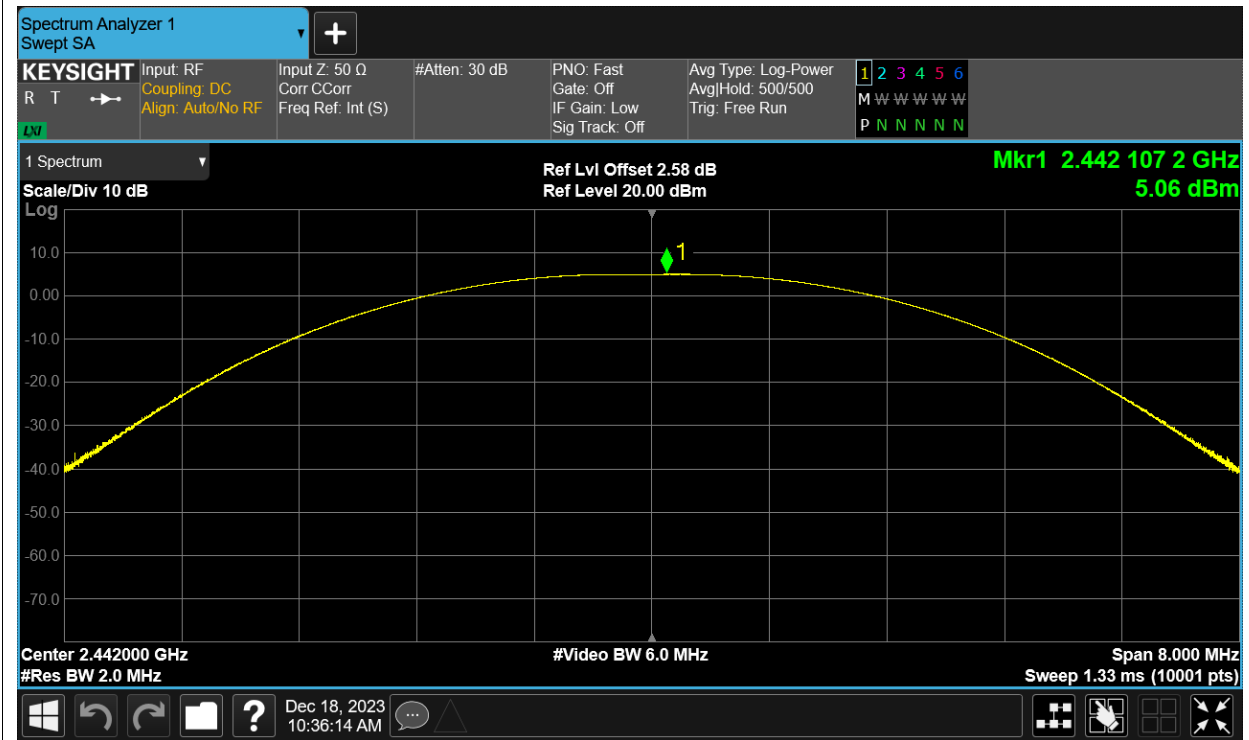 Spectrum Analyzer 1
Swept SA
▼
+
KEYSIGHT
R T
LXI
Input: RF
Coupling: DC
Align: Auto/No RF
Input Z: 50 Ω
Corr CCorr
Freq Ref: Int (S)
#Atten: 30 dB
PNO: Fast
Gate: Off
IF Gain: Low
Sig Track: Off
Avg Type: Log-Power
Avg|Hold: 500/500
Trig: Free Run
1 2 3 4 5 6
M W W W W W
P N N N N N
1 Spectrum ▼
Scale/Div 10 dB
Log
Ref Lvl Offset 2.58 dB
Ref Level 20.00 dBm
Mkr1 2.442 107 2 GHz
5.06 dBm
1
10.0
0.00
-10.0
-20.0
-30.0
-40.0
-50.0
-60.0
-70.0
Center 2.442000 GHz
#Res BW 2.0 MHz
#Video BW 6.0 MHz
Span 8.000 MHz
Sweep 1.33 ms (10001 pts)
?
Dec 18, 2023
10:36:14 AM